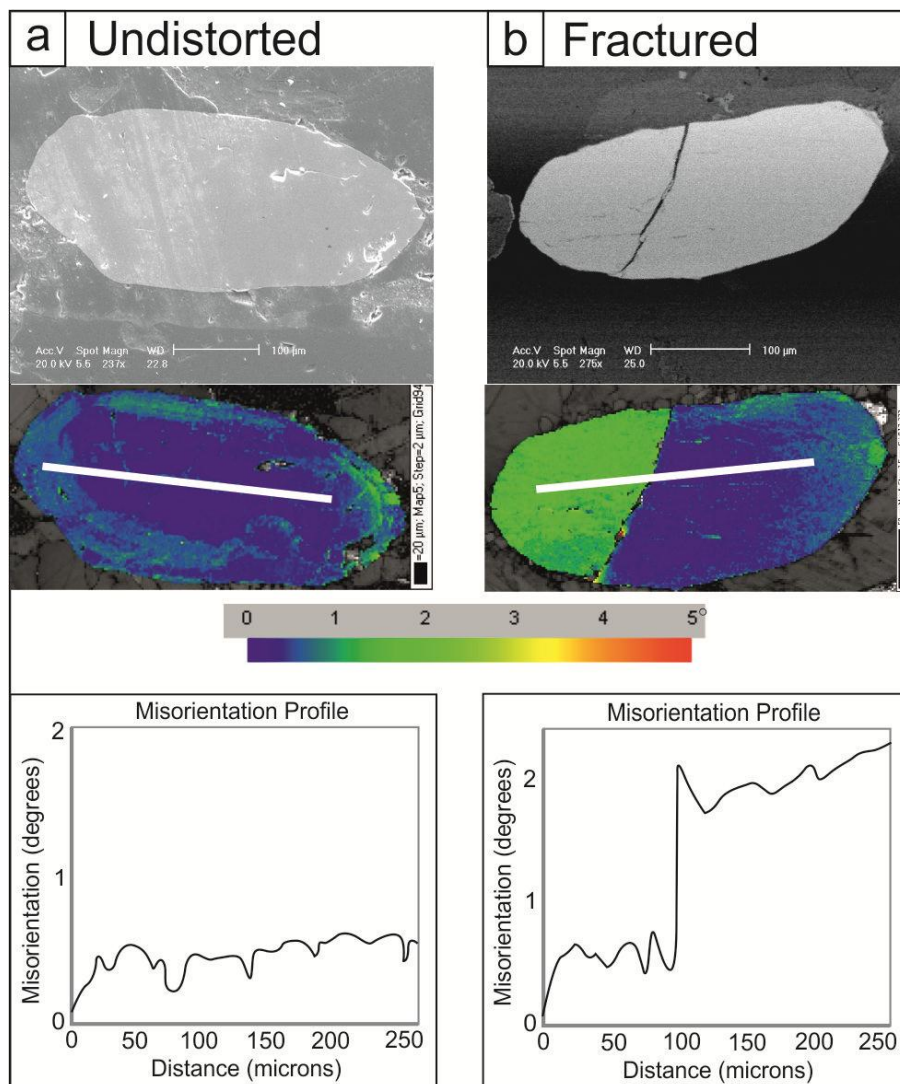 a Undistorted
b Fractured
Acc.V Spot Magn WD 100 µm
20.0 kV 5.5 237x 22.8
Acc.V Spot Magn WD 100 µm
20.0 kV 5.5 275x 25.0
=20 µm; Map5; Step=2 µm; Grid94
0 1 2 3 4 5°
Misorientation Profile
2
1
0
Misorientation (degrees)
0 50 100 150 200 250
Distance (microns)
Misorientation Profile
2
1
0
Misorientation (degrees)
0 50 100 150 200 250
Distance (microns)